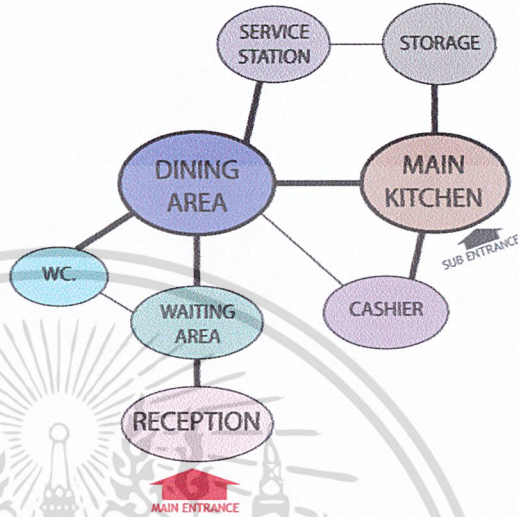 SERVICE
STATION
STORAGE
DINING
AREA
MAIN
KITCHEN
SUB ENTRANCE
WC.
WAITING
AREA
CASHIER
RECEPTION
MAIN ENTRANCE